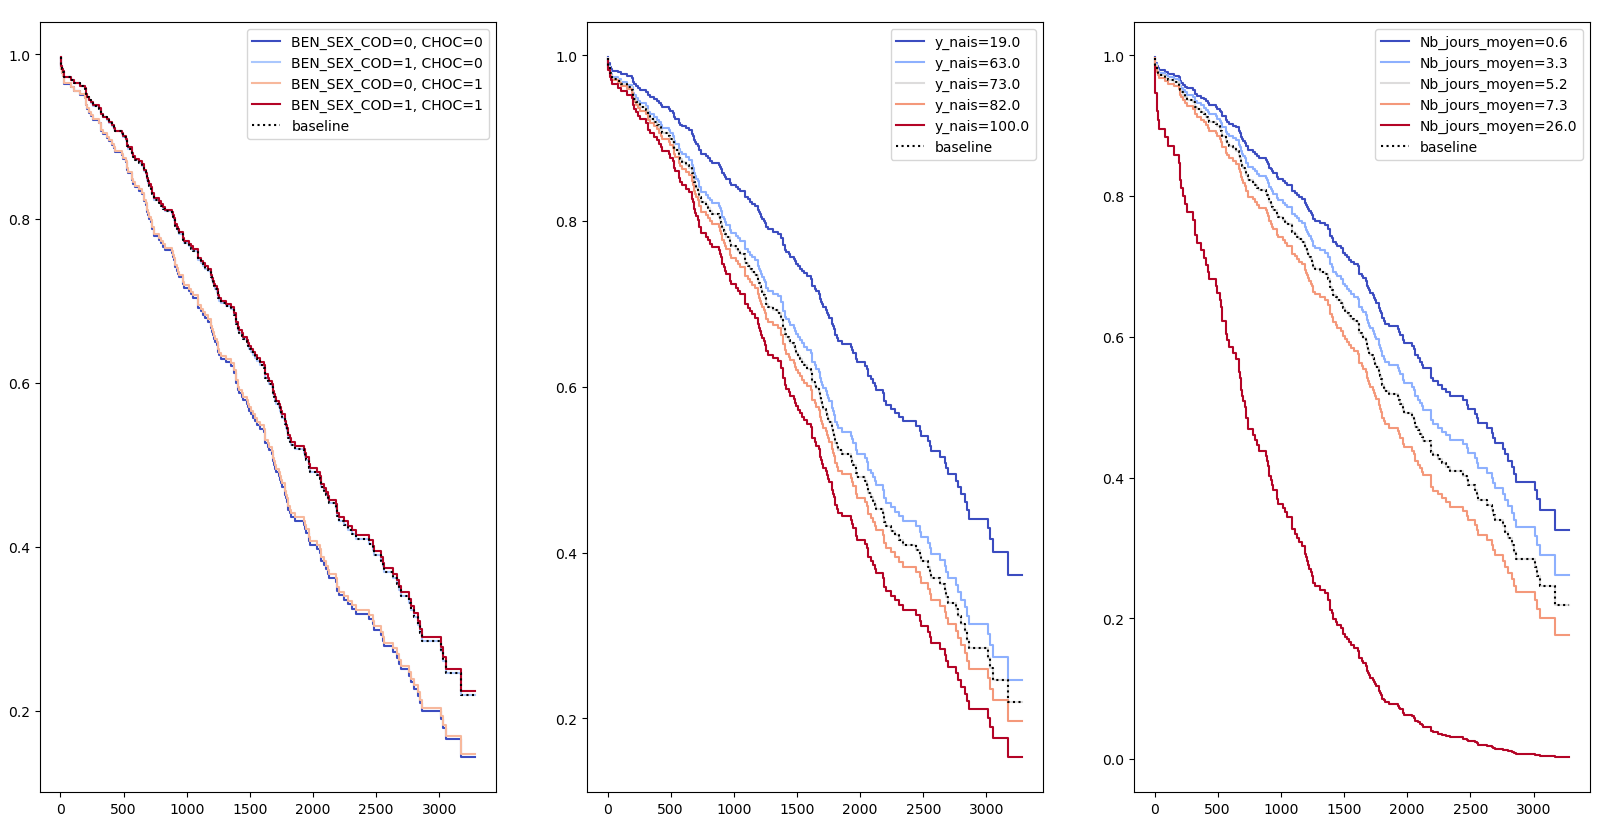 BEN_SEX_COD=0, CHOC=0
BEN_SEX_COD=1, CHOC=0
BEN_SEX_COD=0, CHOC=1
BEN_SEX_COD=1, CHOC=1
baseline
1.0
0.8
0.6
0.4
0.2
0
500
1000
1500
2000
2500
3000
y_nais=19.0
y_nais=63.0
y_nais=73.0
y_nais=82.0
y_nais=100.0
baseline
1.0
0.8
0.6
0.4
0.2
0
500
1000
1500
2000
2500
3000
Nb_jours_moyen=0.6
Nb_jours_moyen=3.3
Nb_jours_moyen=5.2
Nb_jours_moyen=7.3
Nb_jours_moyen=26.0
baseline
1.0
0.8
0.6
0.4
0.2
0.0
0
500
1000
1500
2000
2500
3000